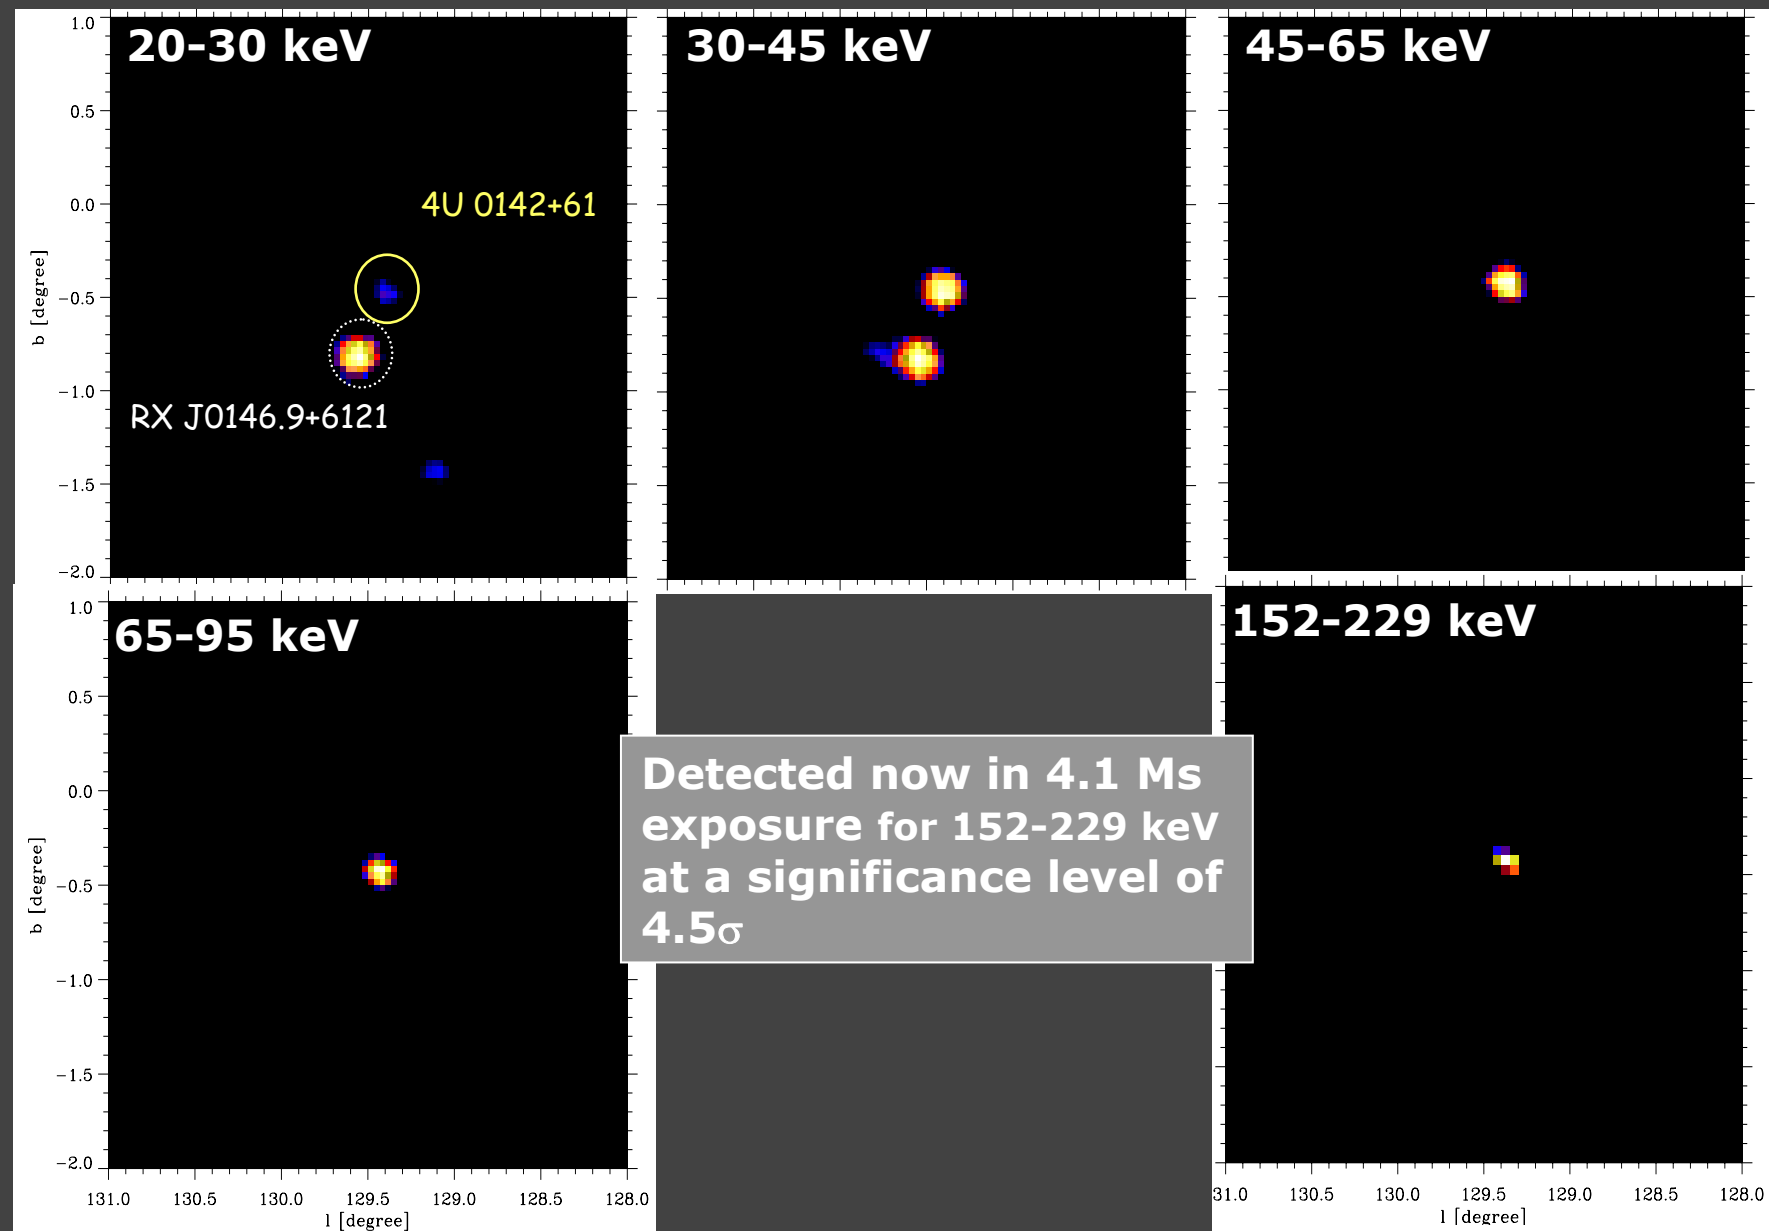 20-30 keV
30-45 keV
45-65 keV
1.0
0.5
0.0
-0.5
-1.0
-1.5
-2.0
b [degree]
4U 0142+61
RX J0146.9+6121
65-95 keV
152-229 keV
1.0
0.5
0.0
-0.5
-1.0
-1.5
-2.0
b [degree]
Detected now in 4.1 Ms
exposure for 152-229 keV
at a significance level of
4.5σ
131.0 130.5 130.0 129.5 129.0 128.5 128.0
l [degree]
31.0 130.5 130.0 129.5 129.0 128.5 128.0
l [degree]